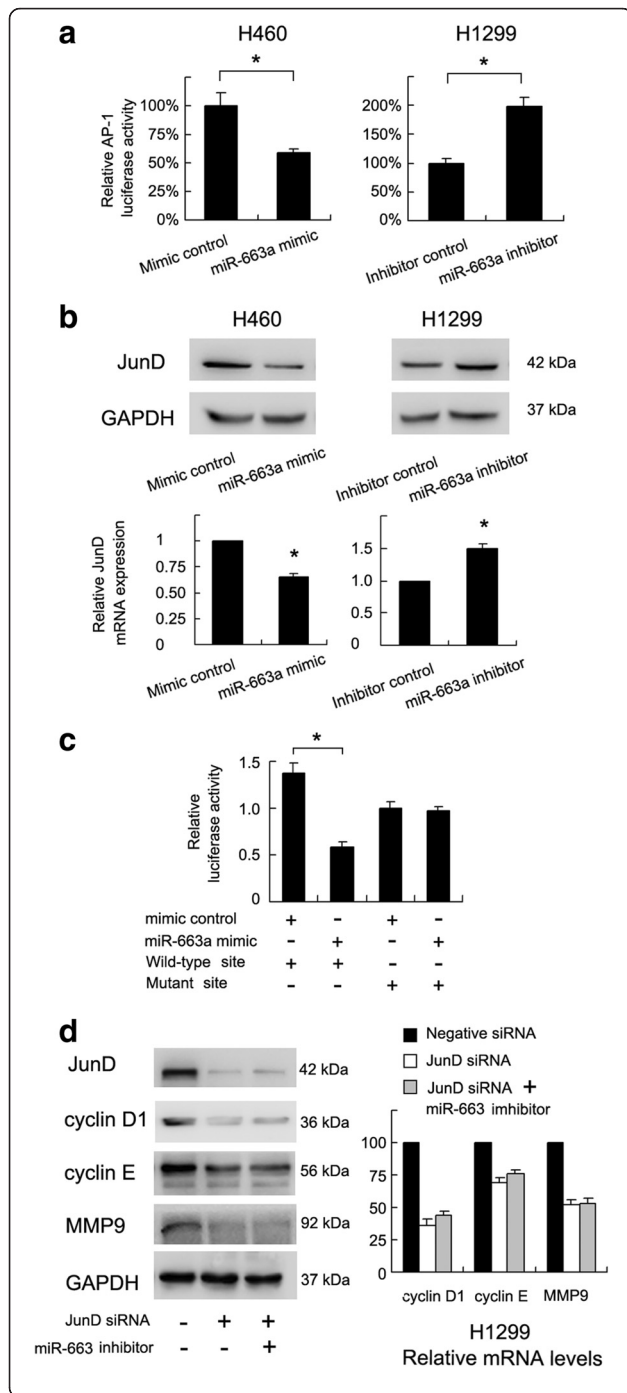 a
H460
H1299
*
*
Relative AP-1
luciferase activity
100%
75%
50%
25%
0%
200%
150%
100%
50%
0%
Mimic control
miR-663a mimic
Inhibitor control
miR-663a inhibitor
b
H460
H1299
JunD
42 kDa
GAPDH
37 kDa
Mimic control
miR-663a mimic
Inhibitor control
miR-663a inhibitor
Relative JunD
mRNA expression
1
0.75
0.50
0.25
0
*
1.5
1.0
0.5
0
*
Mimic control
miR-663a mimic
Inhibitor control
miR-663a inhibitor
c
Relative
luciferase activity
1.5
1.0
0.5
0
*
mimic control + - + -
miR-663a mimic - + - +
Wild-type site + + - -
Mutant site - - + +
d
JunD 42 kDa
cyclin D1 36 kDa
cyclin E 56 kDa
MMP9 92 kDa
GAPDH 37 kDa
JunD siRNA - + +
miR-663 inhibitor - - +
Negative siRNA
JunD siRNA
JunD siRNA +
miR-663 imhibitor
100
75
50
25
0
cyclin D1 cyclin E MMP9
H1299
Relative mRNA levels